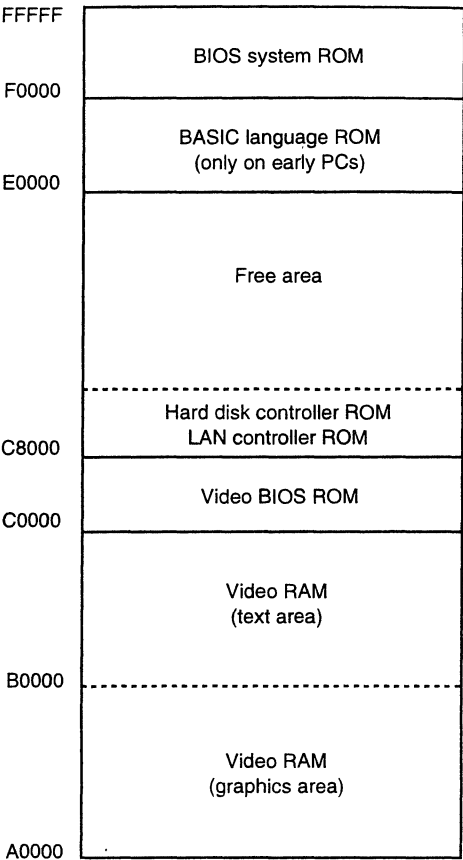 FFFFF
BIOS system ROM
F0000
BASIC language ROM
(only on early PCs)
E0000
Free area
Hard disk controller ROM
LAN controller ROM
C8000
Video BIOS ROM
C0000
Video RAM
(text area)
B0000
Video RAM
(graphics area)
A0000